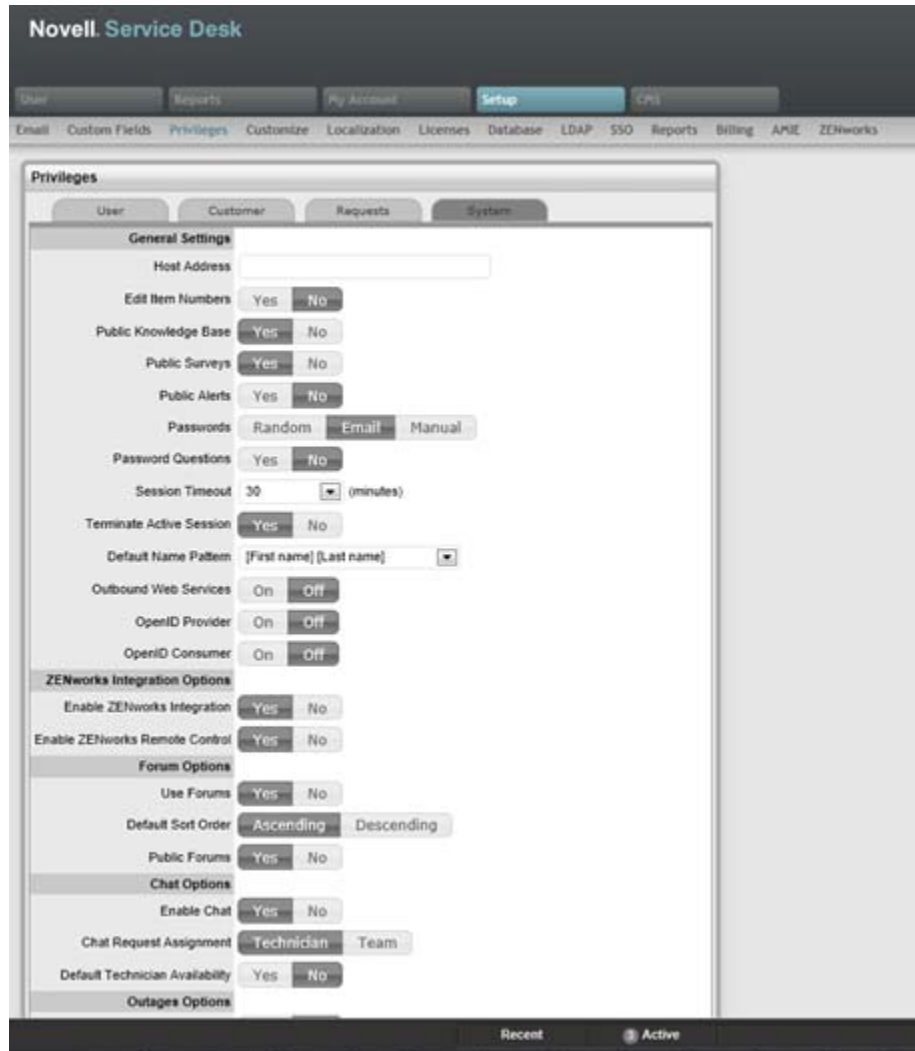 Novell. Service Desk
User Reports My Account Setup CMS
Email Custom Fields Privileges Customize Localization Licenses Database LDAP SSO Reports Billing AMIE ZENworks
Privileges
User Customer Requests System
General Settings
Host Address
Edit Item Numbers Yes No
Public Knowledge Base Yes No
Public Surveys Yes No
Public Alerts Yes No
Passwords Random Email Manual
Password Questions Yes No
Session Timeout 30 (minutes)
Terminate Active Session Yes No
Default Name Pattern [First name] [Last name]
Outbound Web Services On Off
OpenID Provider On Off
OpenID Consumer On Off
ZENworks Integration Options
Enable ZENworks Integration Yes No
Enable ZENworks Remote Control Yes No
Forum Options
Use Forums Yes No
Default Sort Order Ascending Descending
Public Forums Yes No
Chat Options
Enable Chat Yes No
Chat Request Assignment Technician Team
Default Technician Availability Yes No
Outages Options
Recent 3 Active